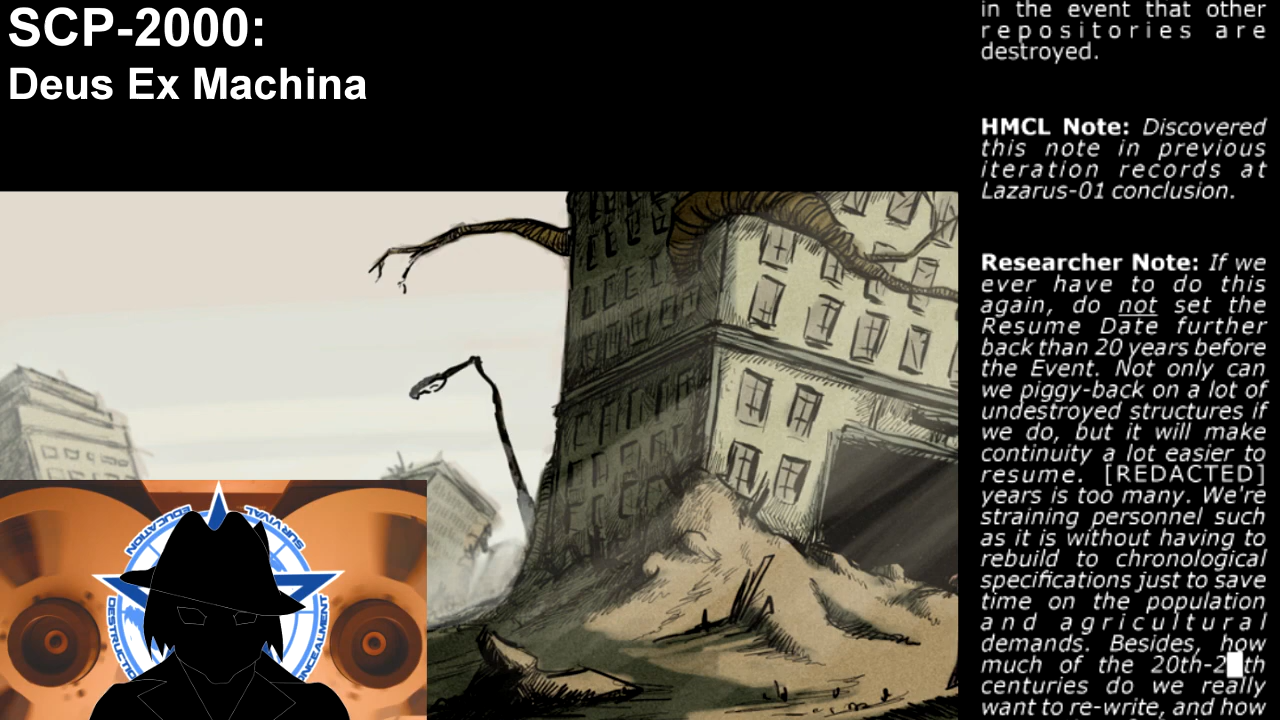 SCP-2000:
Deus Ex Machina
in the event that other
repositories are
destroyed.
HMCL Note: Discovered
this note in previous
iteration records at
Lazarus-01 conclusion.
Researcher Note: If we
ever have to do this
again, do not set the
Resume Date further
back than 20 years before
the Event. Not only can
we piggy-back on a lot of
undestroyed structures if
we do, but it will make
continuity a lot easier to
resume. [REDACTED]
years is too many. We're
straining personnel such
as it is without having to
rebuild to chronological
specifications just to save
time on the population
and agricultural
demands. Besides, how
much of the 20th-2█th
centuries do we really
want to re-write, and how
EDUCATION
SURVIVAL